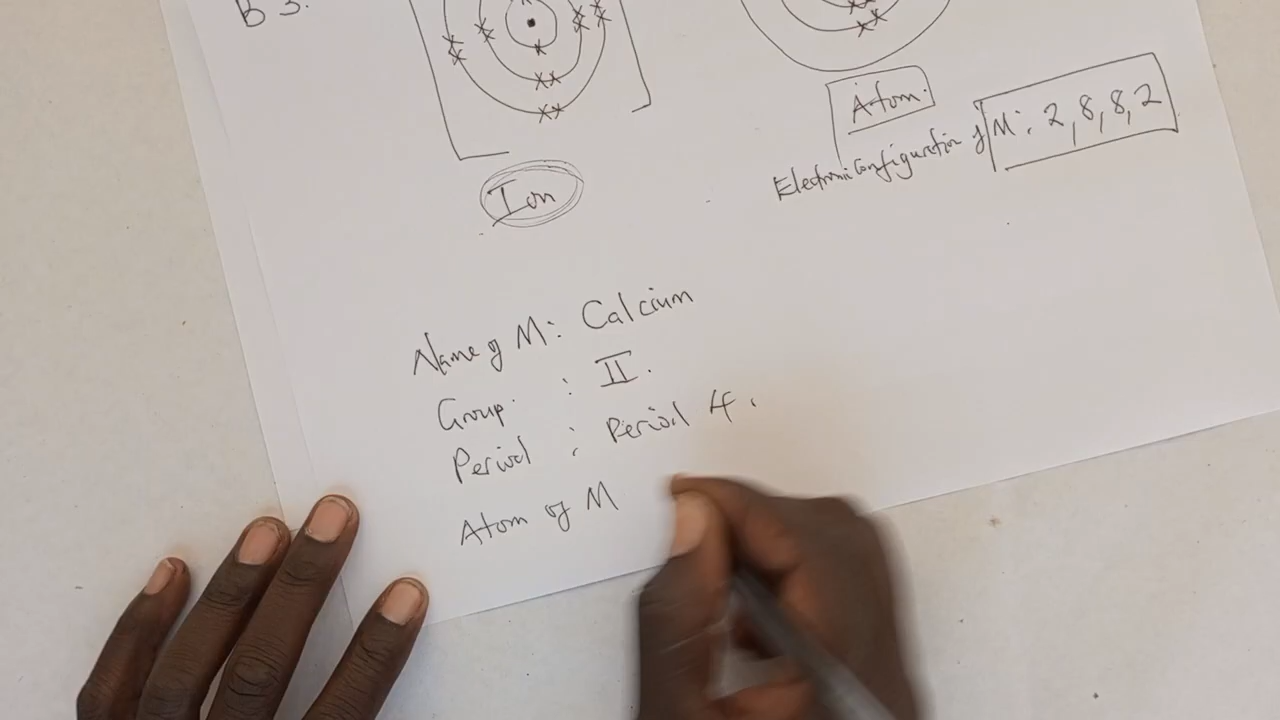 B 3.
Atom.
Electronic Configuration of M: 2,8,8,2
Ion
Name of M: Calcium
Group : II.
Period : Period 4.
Atom of M